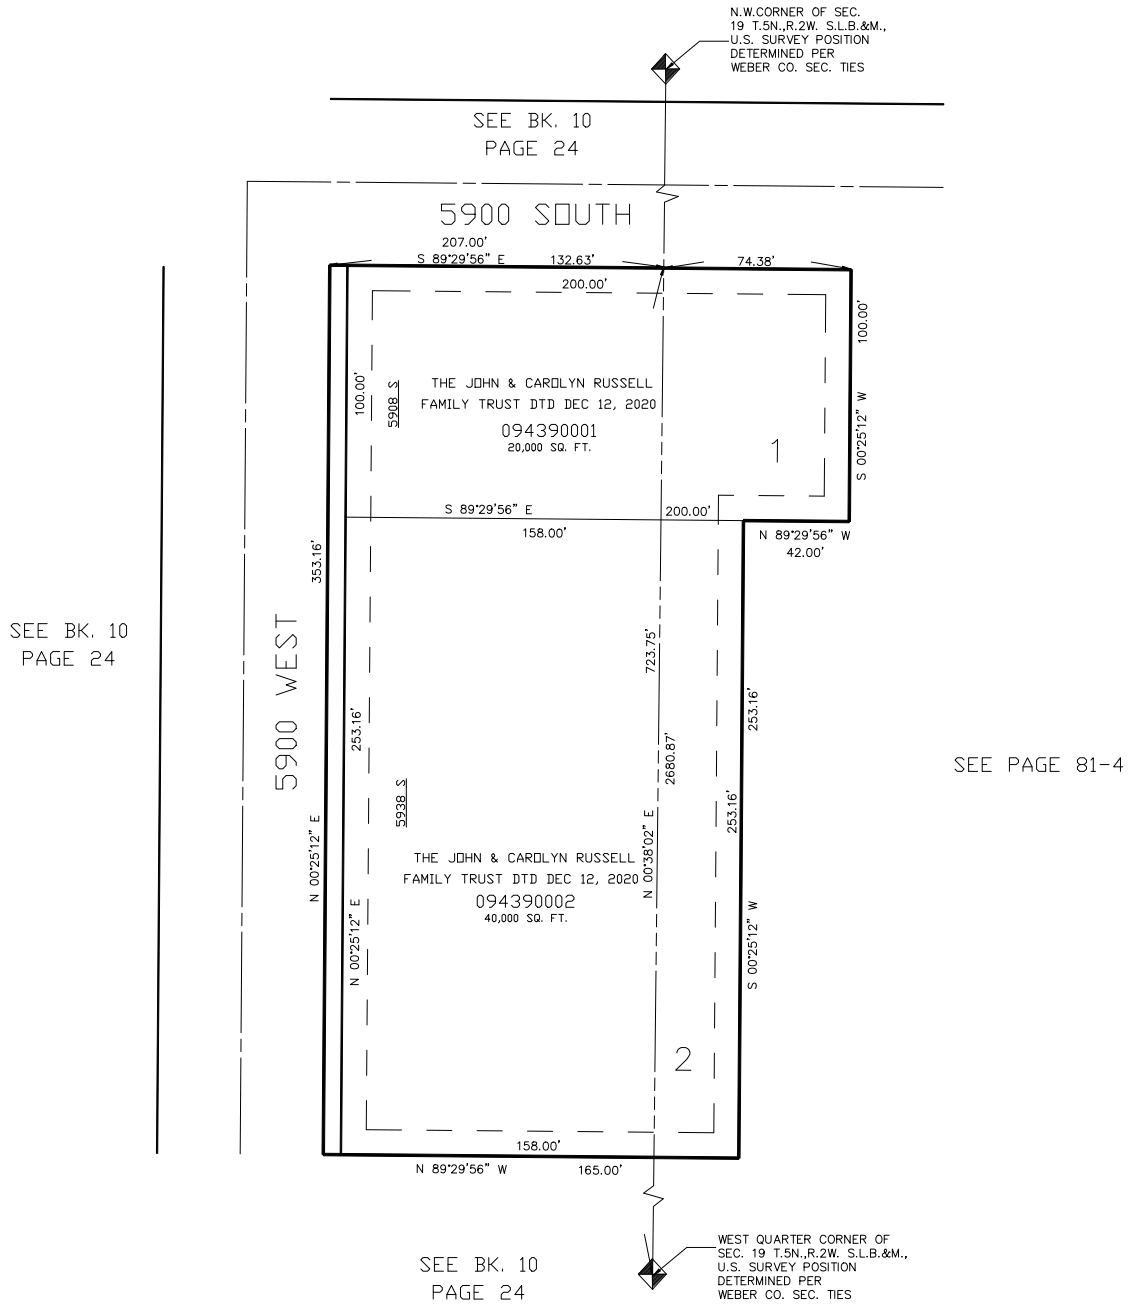 N.W.CORNER OF SEC.
19 T.5N.,R.2W. S.L.B.&M.,
U.S. SURVEY POSITION
DETERMINED PER
WEBER CO. SEC. TIES
SEE BK. 10
PAGE 24
5900 SOUTH
207.00'
S 89°29'56" E
132.63'
74.38'
200.00'
100.00'
S 00°25'12" W
100.00'
5908 S
THE JOHN & CAROLYN RUSSELL
FAMILY TRUST DTD DEC 12, 2020
094390001
20,000 SQ. FT.
1
S 89°29'56" E
200.00'
158.00'
N 89°29'56" W
42.00'
353.16'
SEE BK. 10
PAGE 24
5900 WEST
723.75'
253.16'
253.16'
2680.87'
SEE PAGE 81-4
5938 S
253.16'
N 00°25'12" E
N 00°38'02" E
THE JOHN & CAROLYN RUSSELL
FAMILY TRUST DTD DEC 12, 2020
094390002
40,000 SQ. FT.
N 00°25'12" E
S 00°25'12" W
2
158.00'
N 89°29'56" W
165.00'
WEST QUARTER CORNER OF
SEC. 19 T.5N.,R.2W. S.L.B.&M.,
U.S. SURVEY POSITION
DETERMINED PER
WEBER CO. SEC. TIES
SEE BK. 10
PAGE 24